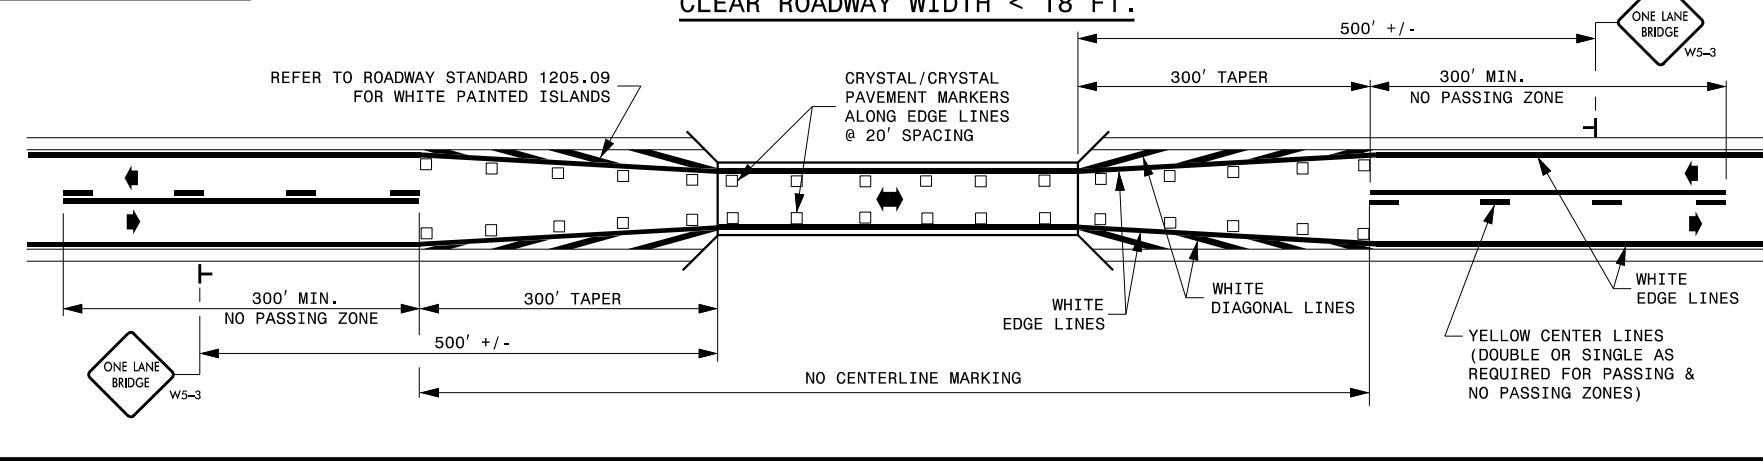 CLEAR ROADWAY WIDTH < 18 FT.
500' +/-
ONE LANE
BRIDGE
W5-3
REFER TO ROADWAY STANDARD 1205.09
FOR WHITE PAINTED ISLANDS
CRYSTAL/CRYSTAL
PAVEMENT MARKERS
ALONG EDGE LINES
@ 20' SPACING
300' TAPER
300' MIN.
NO PASSING ZONE
300' MIN.
NO PASSING ZONE
300' TAPER
WHITE
EDGE LINES
WHITE
DIAGONAL LINES
WHITE
EDGE LINES
500' +/-
ONE LANE
BRIDGE
W5-3
NO CENTERLINE MARKING
YELLOW CENTER LINES
(DOUBLE OR SINGLE AS
REQUIRED FOR PASSING &
NO PASSING ZONES)